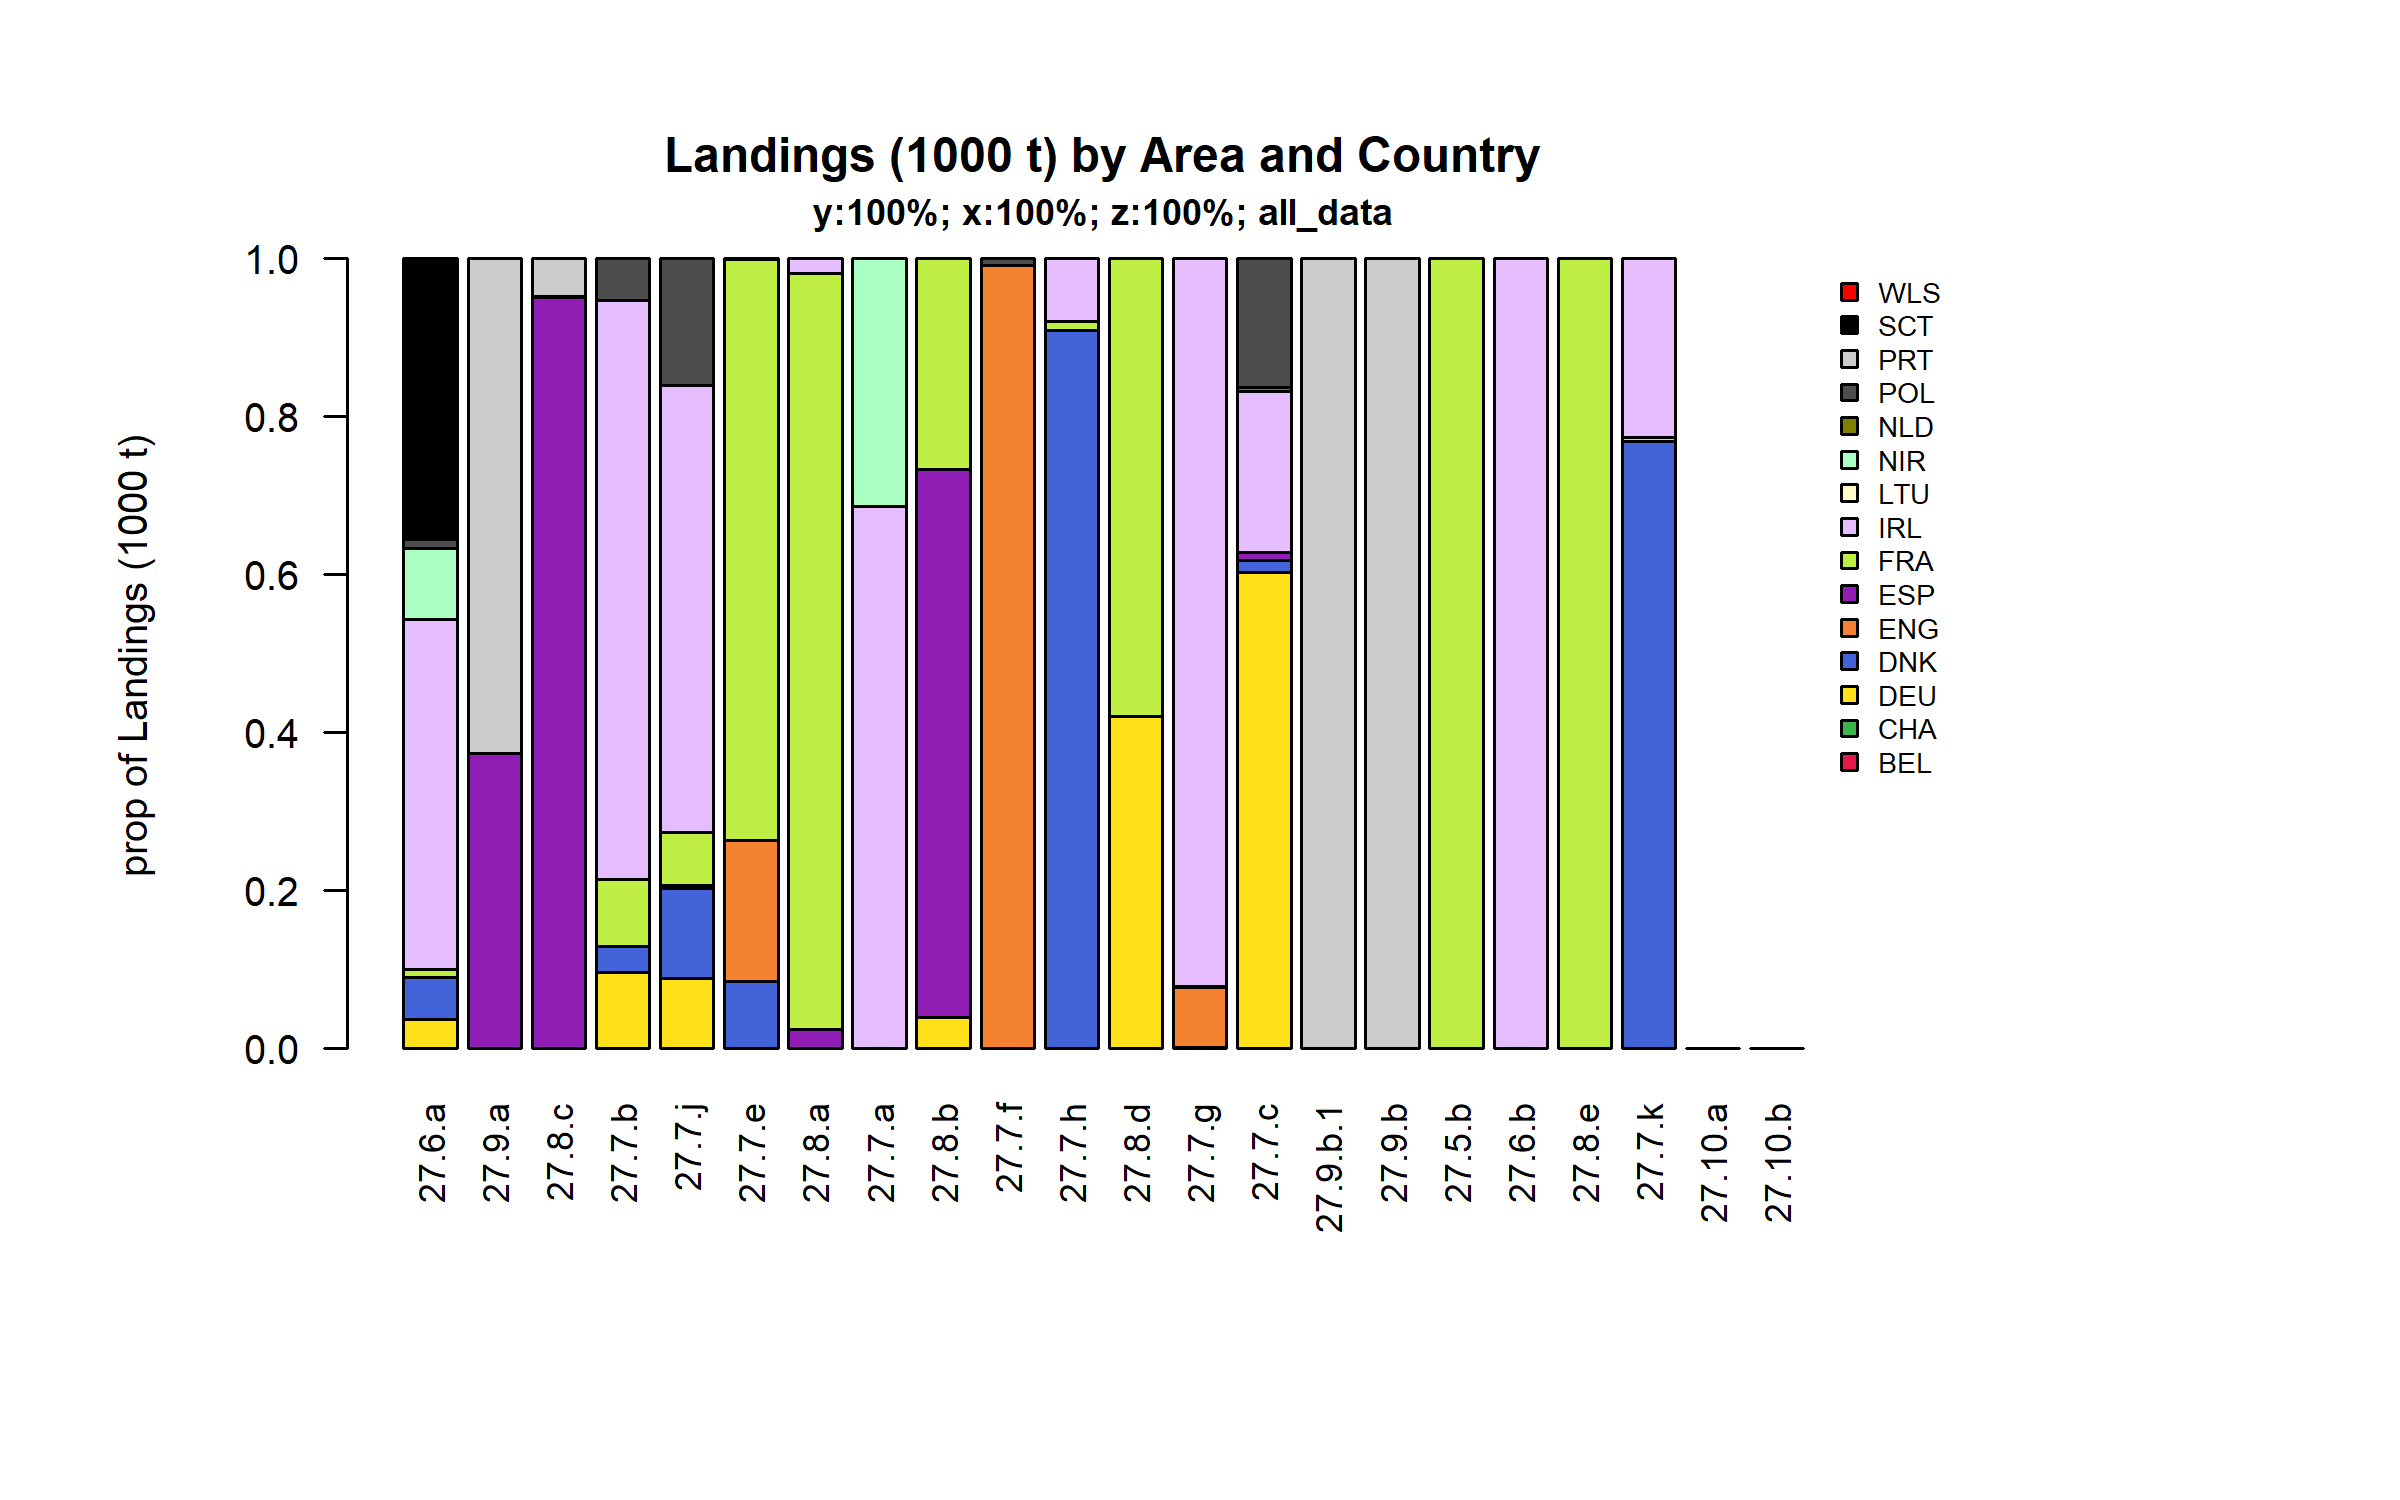 Landings (1000 t) by Area and Country
y:100%; x:100%; z:100%; all_data
prop of Landings (1000 t)
1.0
0.8
0.6
0.4
0.2
0.0
27.6.a
27.9.a
27.8.c
27.7.b
27.7.j
27.7.e
27.8.a
27.7.a
27.8.b
27.7.f
27.7.h
27.8.d
27.7.g
27.7.c
27.9.b.1
27.9.b
27.5.b
27.6.b
27.8.e
27.7.k
27.10.a
27.10.b
WLS
SCT
PRT
POL
NLD
NIR
LTU
IRL
FRA
ESP
ENG
DNK
DEU
CHA
BEL